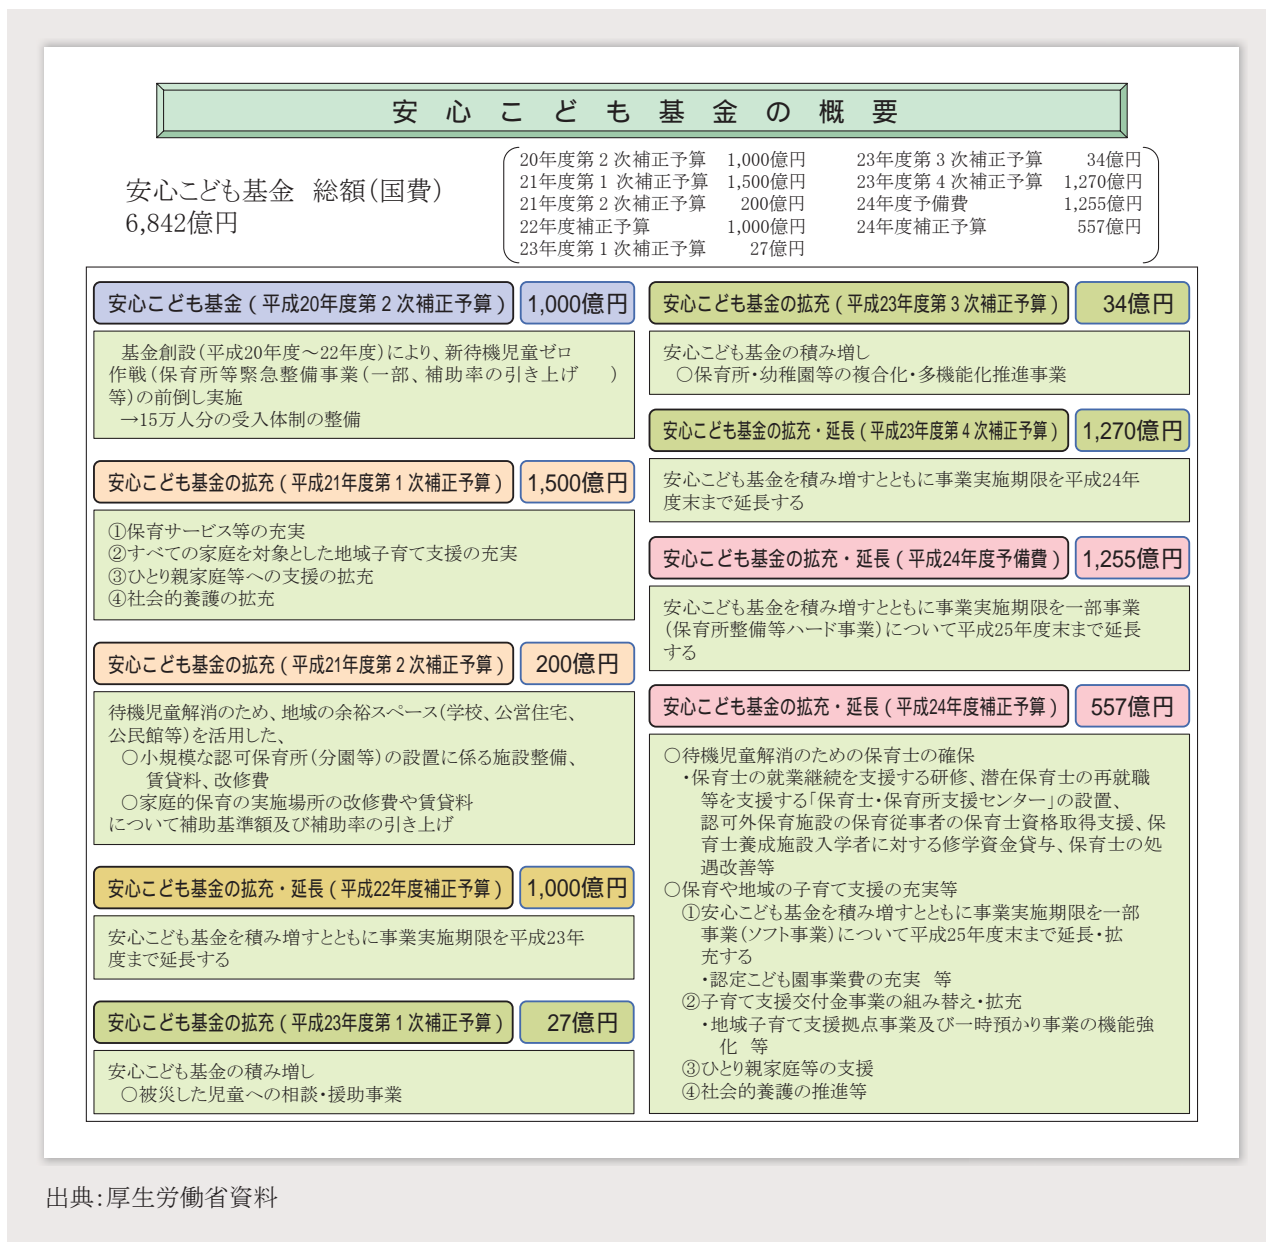 安心こども基金の概要
安心こども基金　総額（国費）
6,842億円
20年度第２次補正予算　1,000億円
21年度第１次補正予算　1,500億円
21年度第２次補正予算　200億円
22年度補正予算　1,000億円
23年度第１次補正予算　27億円
23年度第３次補正予算　34億円
23年度第４次補正予算　1,270億円
24年度予備費　1,255億円
24年度補正予算　557億円
安心こども基金（平成20年度第２次補正予算）　1,000億円
基金創設（平成20年度～22年度）により、新待機児童ゼロ
作戦（保育所等緊急整備事業（一部、補助率の引き上げ　）
等）の前倒し実施
→15万人分の受入体制の整備
安心こども基金の拡充（平成21年度第１次補正予算）　1,500億円
①保育サービス等の充実
②すべての家庭を対象とした地域子育て支援の充実
③ひとり親家庭等への支援の拡充
④社会的養護の拡充
安心こども基金の拡充（平成21年度第２次補正予算）　200億円
待機児童解消のため、地域の余裕スペース（学校、公営住宅、
公民館等）を活用した、
○小規模な認可保育所（分園等）の設置に係る施設整備、
賃貸料、改修費
○家庭的保育の実施場所の改修費や賃貸料
について補助基準額及び補助率の引き上げ
安心こども基金の拡充・延長（平成22年度補正予算）　1,000億円
安心こども基金を積み増すとともに事業実施期限を平成23年
度まで延長する
安心こども基金の拡充（平成23年度第１次補正予算）　27億円
安心こども基金の積み増し
○被災した児童への相談・援助事業
安心こども基金の拡充（平成23年度第３次補正予算）　34億円
安心こども基金の積み増し
○保育所・幼稚園等の複合化・多機能化推進事業
安心こども基金の拡充・延長（平成23年度第４次補正予算）　1,270億円
安心こども基金を積み増すとともに事業実施期限を平成24年
度末まで延長する
安心こども基金の拡充・延長（平成24年度予備費）　1,255億円
安心こども基金を積み増すとともに事業実施期限を一部事業
（保育所整備等ハード事業）について平成25年度末まで延長
する
安心こども基金の拡充・延長（平成24年度補正予算）　557億円
○待機児童解消のための保育士の確保
・保育士の就業継続を支援する研修、潜在保育士の再就職
等を支援する「保育士・保育所支援センター」の設置、
認可外保育施設の保育従事者の保育士資格取得支援、保
育士養成施設入学者に対する修学資金貸与、保育士の処
遇改善等
○保育や地域の子育て支援の充実等
①安心こども基金を積み増すとともに事業実施期限を一部
事業（ソフト事業）について平成25年度末まで延長・拡
充する
・認定こども園事業費の充実　等
②子育て支援交付金事業の組み替え・拡充
・地域子育て支援拠点事業及び一時預かり事業の機能強
化　等
③ひとり親家庭等の支援
④社会的養護の推進等
出典：厚生労働省資料